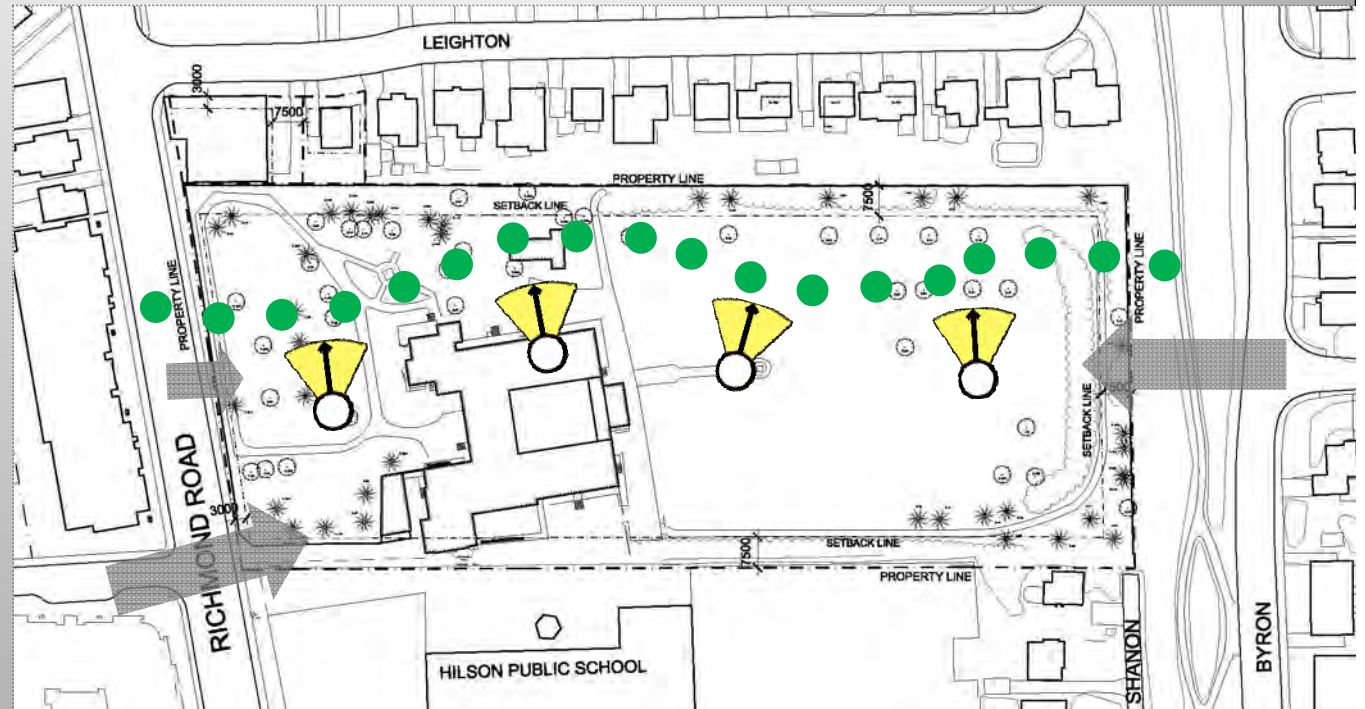 LEIGHTON
3000
7500
PROPERTY LINE
SETBACK LINE
7500
PROPERTY LINE
PROPERTY LINE
7500
SETBACK LINE
RICHMOND ROAD
3000
7500
SETBACK LINE
PROPERTY LINE
HILSON PUBLIC SCHOOL
SHANON
BYRON